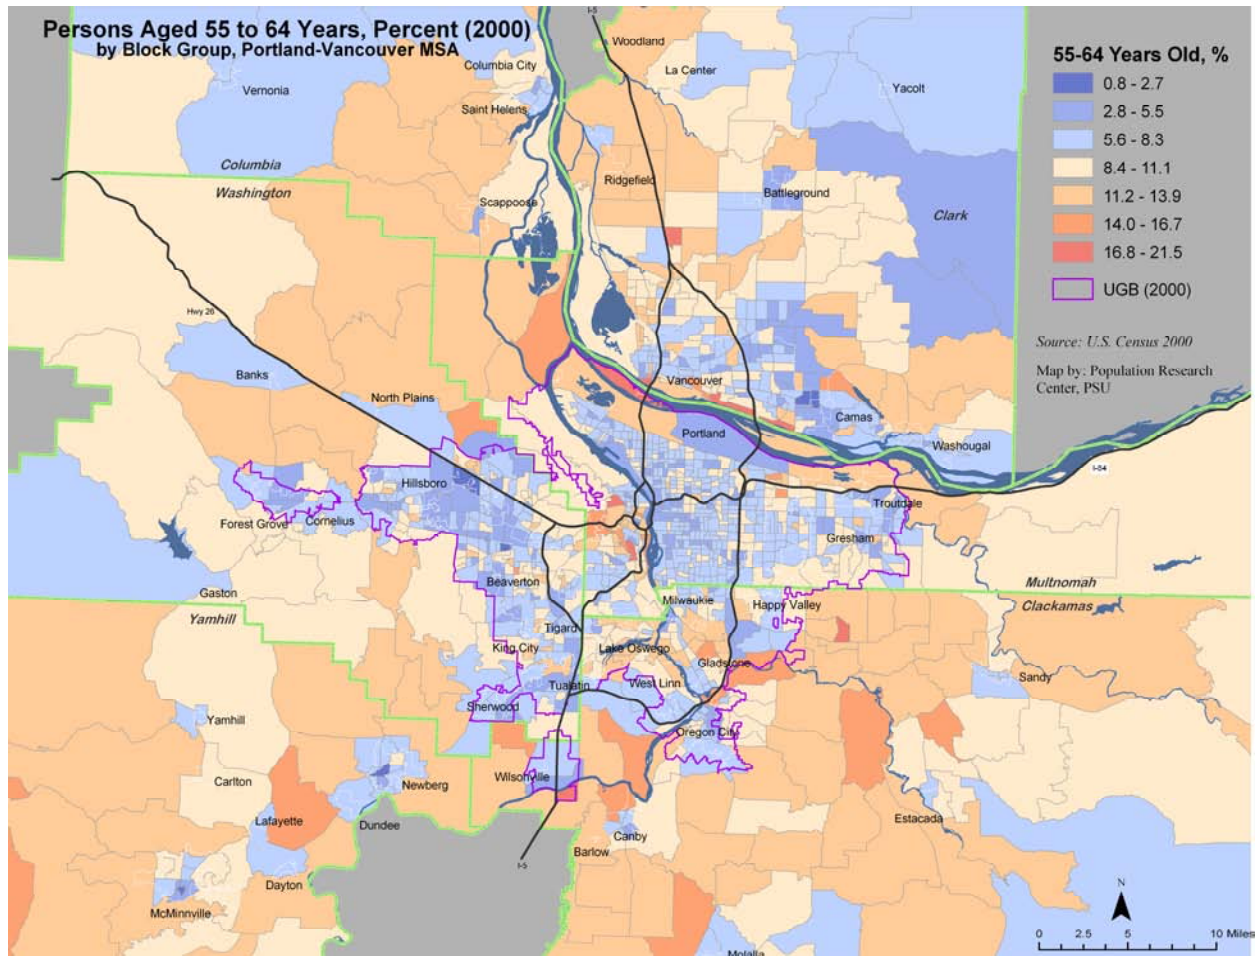 Persons Aged 55 to 64 Years, Percent (2000)
by Block Group, Portland-Vancouver MSA
55-64 Years Old, %
0.8 - 2.7
2.8 - 5.5
5.6 - 8.3
8.4 - 11.1
11.2 - 13.9
14.0 - 16.7
16.8 - 21.5
UGB (2000)
Source: U.S. Census 2000
Map by: Population Research
Center, PSU
I-5
Woodland
Columbia City
La Center
Vernonia
Yacolt
Saint Helens
Columbia
Washington
Ridgefield
Battleground
Scappoose
Clark
Hwy 26
Banks
Vancouver
North Plains
Camas
Portland
Washougal
I-84
Hillsboro
Troutdale
Forest Grove
Cornelius
Gresham
Beaverton
Multnomah
Gaston
Milwaukie
Happy Valley
Clackamas
Yamhill
Tigard
King City
Lake Oswego
Gladstone
Sandy
Tualatin
West Linn
Sherwood
Yamhill
Oregon City
Carlton
Newberg
Wilsonville
Lafayette
Dundee
Estacada
Canby
Barlow
I-5
Dayton
McMinnville
Molalla
N
0 2.5 5 10 Miles